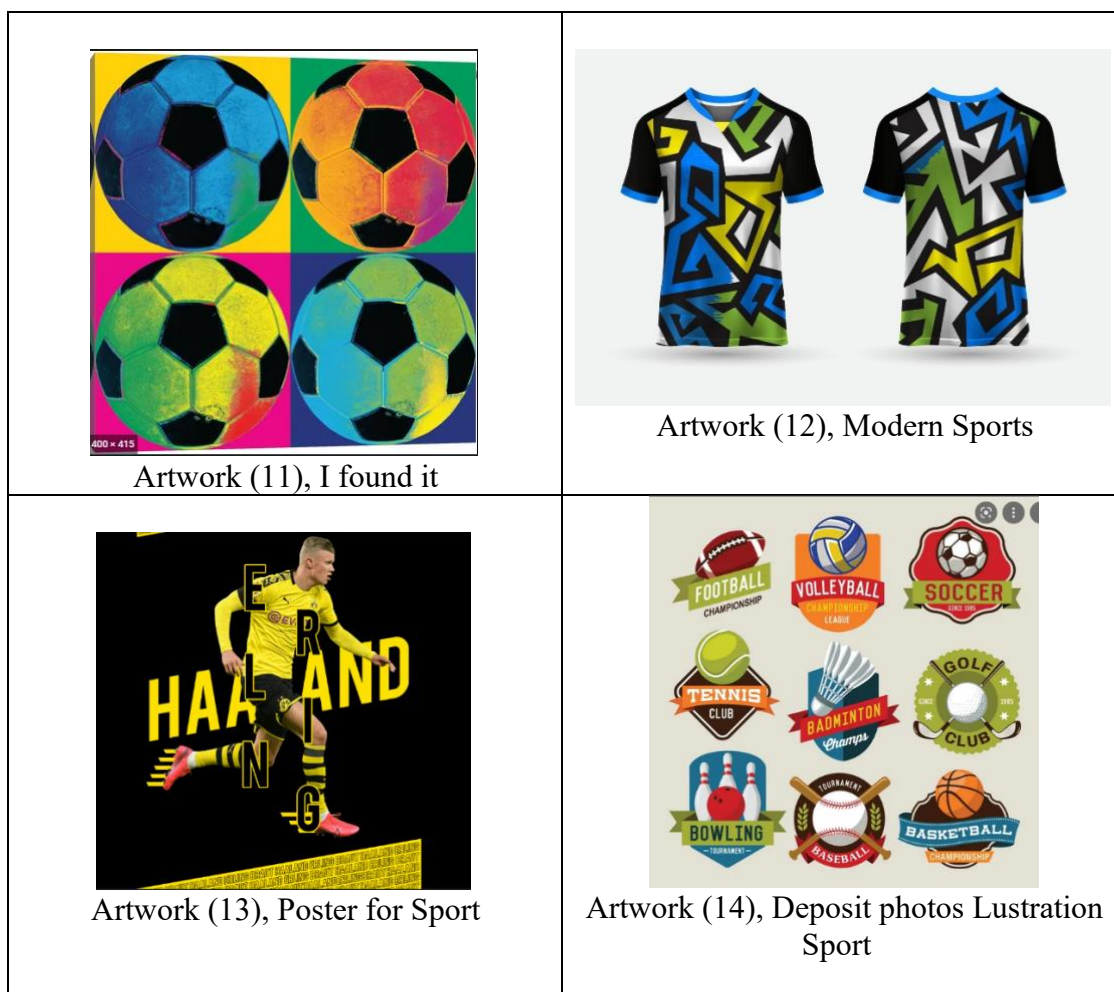 400 × 415
Artwork (11), I found it
Artwork (12), Modern Sports
ERLING
HAALAND
Artwork (13), Poster for Sport
FOOTBALL
CHAMPIONSHIP
VOLLEYBALL
CHAMPIONSHIP
LEAGUE
SOCCER
SINCE 1985
TENNIS
CLUB
BADMINTON
Champs
GOLF
SINCE 1985
CLUB
BOWLING
TOURNAMENT
TOURNAMENT
BASEBALL
BASKETBALL
CHAMPIONSHIP
Artwork (14), Deposit photos Lustration
Sport